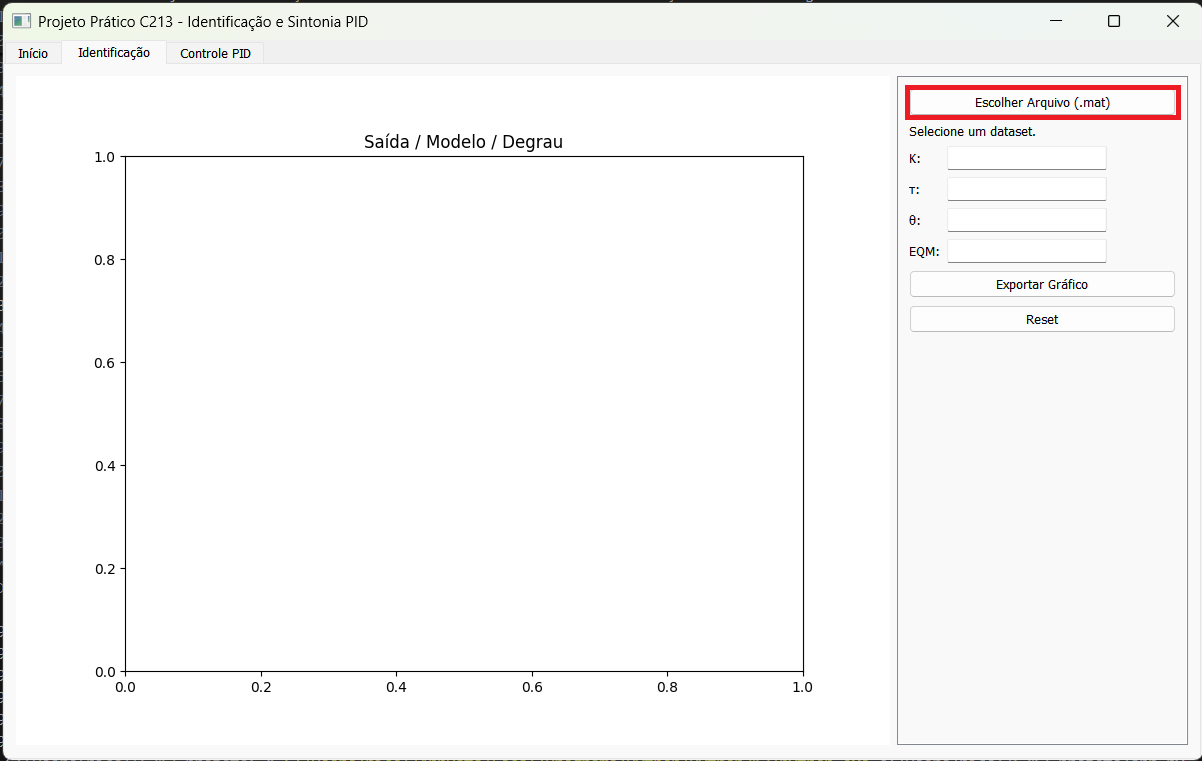 Projeto Prático C213 - Identificação e Sintonia PID
Início Identificação Controle PID
Saída / Modelo / Degrau
1.0
0.8
0.6
0.4
0.2
0.0
0.0 0.2 0.4 0.6 0.8 1.0
Escolher Arquivo (.mat)
Selecione um dataset.
K:
τ:
θ:
EQM:
Exportar Gráfico
Reset